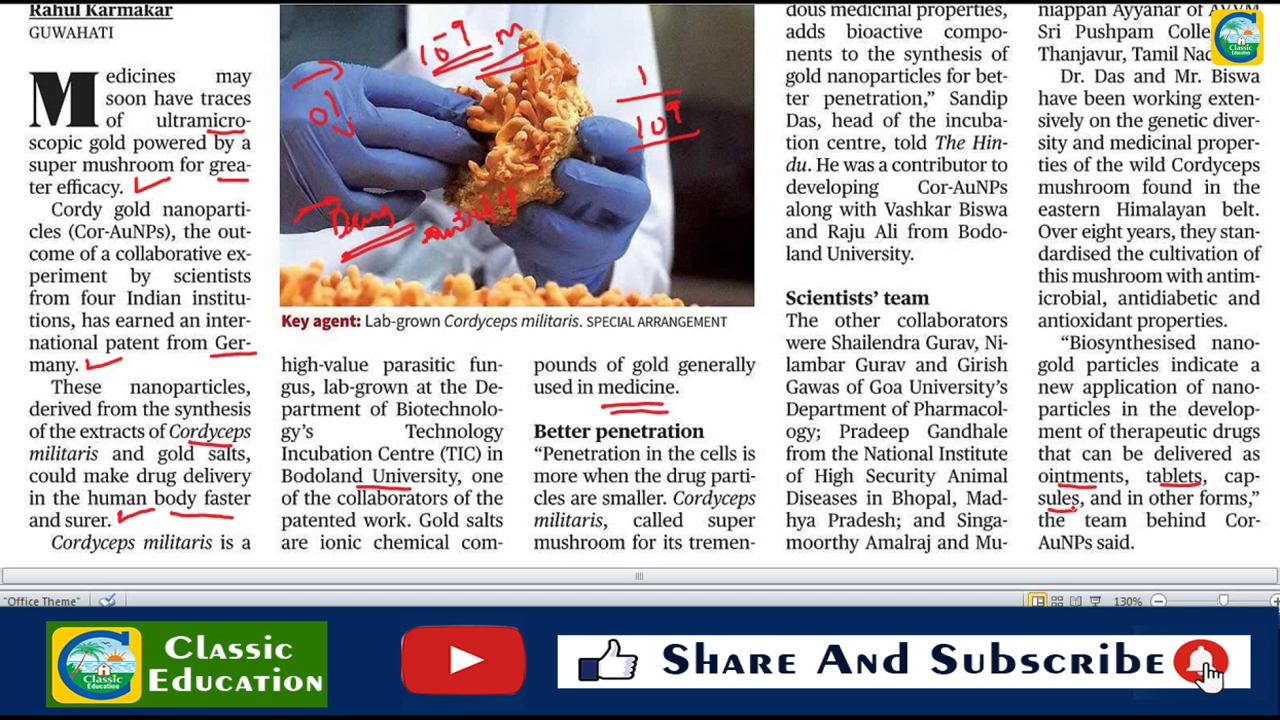 Rahul Karmakar
GUWAHATI
Medicines may
soon have traces
of ultramicro-
scopic gold powered by a
super mushroom for grea-
ter efficacy.
Cordy gold nanoparti-
cles (Cor-AuNPs), the out-
come of a collaborative ex-
periment by scientists
from four Indian institu-
tions, has earned an inter-
national patent from Ger-
many.
These nanoparticles,
derived from the synthesis
of the extracts of Cordyceps
militaris and gold salts,
could make drug delivery
in the human body faster
and surer.
Cordyceps militaris is a
10-9 m
1
109
Drug
Key agent: Lab-grown Cordyceps militaris. SPECIAL ARRANGEMENT
high-value parasitic fun-
gus, lab-grown at the De-
partment of Biotechnolo-
gy's Technology
Incubation Centre (TIC) in
Bodoland University, one
of the collaborators of the
patented work. Gold salts
are ionic chemical com-
pounds of gold generally
used in medicine.
Better penetration
“Penetration in the cells is
more when the drug parti-
cles are smaller. Cordyceps
militaris, called super
mushroom for its tremen-
dous medicinal properties,
adds bioactive compo-
nents to the synthesis of
gold nanoparticles for bet-
ter penetration,” Sandip
Das, head of the incuba-
tion centre, told The Hin-
du. He was a contributor to
developing Cor-AuNPs
along with Vashkar Biswa
and Raju Ali from Bodo-
land University.
Scientists’ team
The other collaborators
were Shailendra Gurav, Ni-
lambar Gurav and Girish
Gawas of Goa University’s
Department of Pharmacol-
ogy; Pradeep Gandhale
from the National Institute
of High Security Animal
Diseases in Bhopal, Mad-
hya Pradesh; and Singa-
moorthy Amalraj and Mu-
niappan Ayyanar of AVVM
Sri Pushpam Colle
Thanjavur, Tamil Nad
Dr. Das and Mr. Biswa
have been working exten-
sively on the genetic diver-
sity and medicinal proper-
ties of the wild Cordyceps
mushroom found in the
eastern Himalayan belt.
Over eight years, they stan-
dardised the cultivation of
this mushroom with antim-
icrobial, antidiabetic and
antioxidant properties.
“Biosynthesised nano-
gold particles indicate a
new application of nano-
particles in the develop-
ment of therapeutic drugs
that can be delivered as
ointments, tablets, cap-
sules, and in other forms,”
the team behind Cor-
AuNPs said.
Classic
Education
"Office Theme"
130%
Classic
Education
Classic
Education
Share And Subscribe